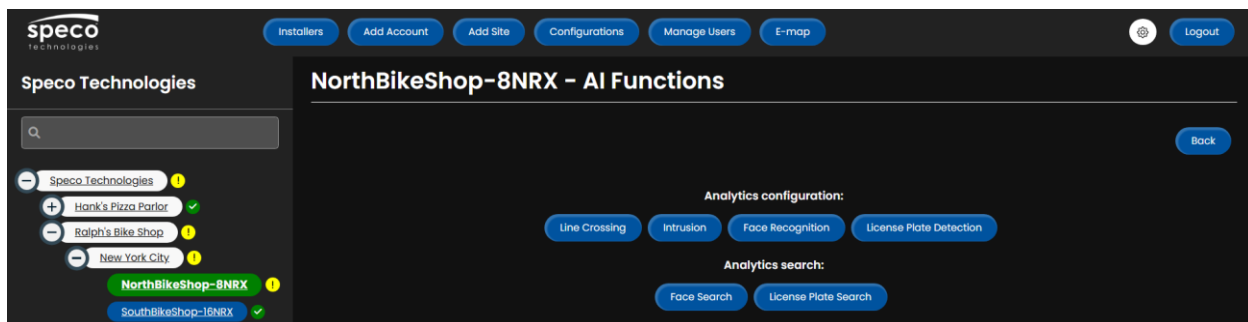 speco
technologies
Installers
Add Account
Add Site
Configurations
Manage Users
E-map
Logout
Speco Technologies
NorthBikeShop-8NRX - AI Functions
Back
Speco Technologies
Hank's Pizza Parlor
Ralph's Bike Shop
New York City
NorthBikeShop-8NRX
SouthBikeShop-16NRX
Analytics configuration:
Line Crossing
Intrusion
Face Recognition
License Plate Detection
Analytics search:
Face Search
License Plate Search